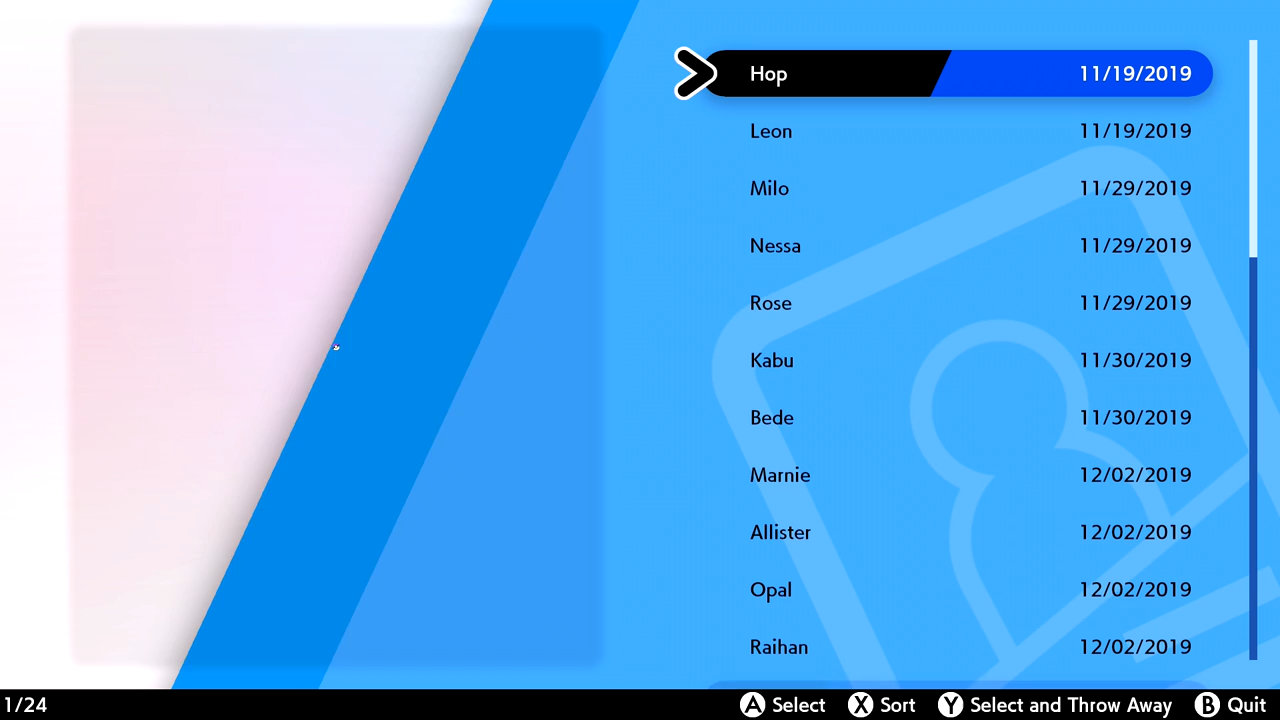 Hop 11/19/2019
Leon 11/19/2019
Milo 11/29/2019
Nessa 11/29/2019
Rose 11/29/2019
Kabu 11/30/2019
Bede 11/30/2019
Marnie 12/02/2019
Allister 12/02/2019
Opal 12/02/2019
Raihan 12/02/2019
1/24 A Select X Sort Y Select and Throw Away B Quit